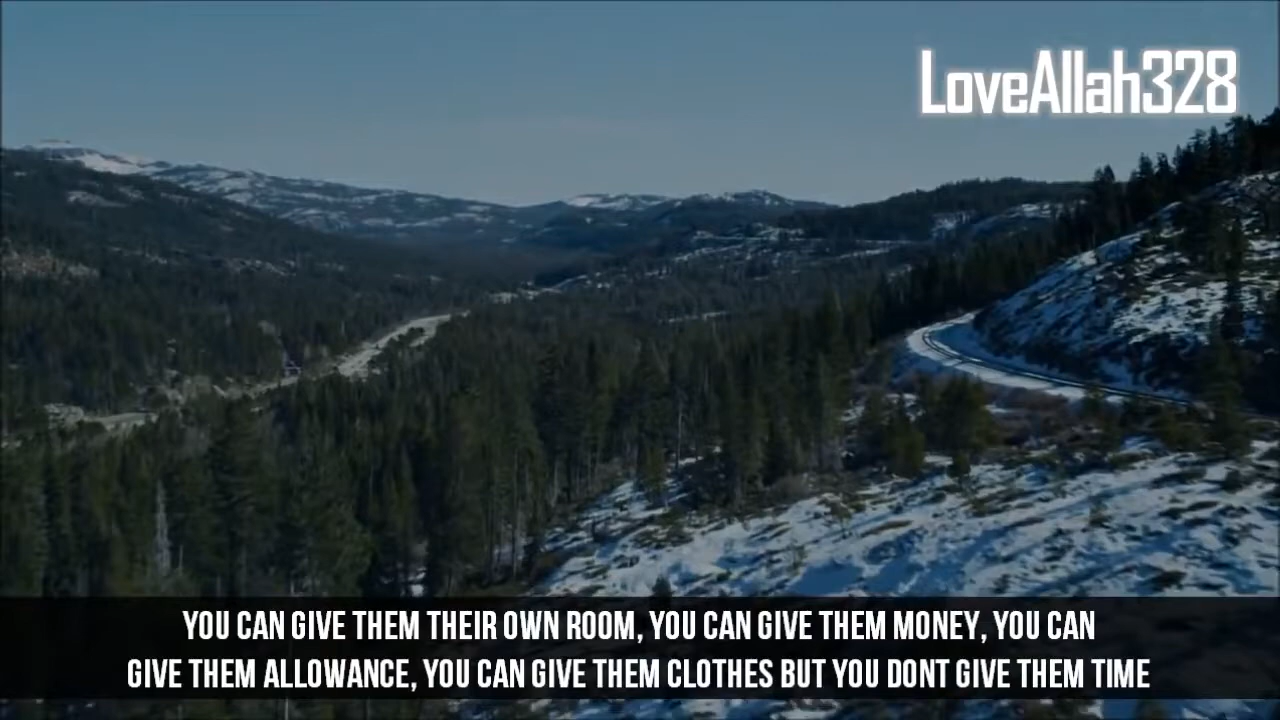 LoveAllah328
YOU CAN GIVE THEM THEIR OWN ROOM, YOU CAN GIVE THEM MONEY, YOU CAN
GIVE THEM ALLOWANCE, YOU CAN GIVE THEM CLOTHES BUT YOU DONT GIVE THEM TIME